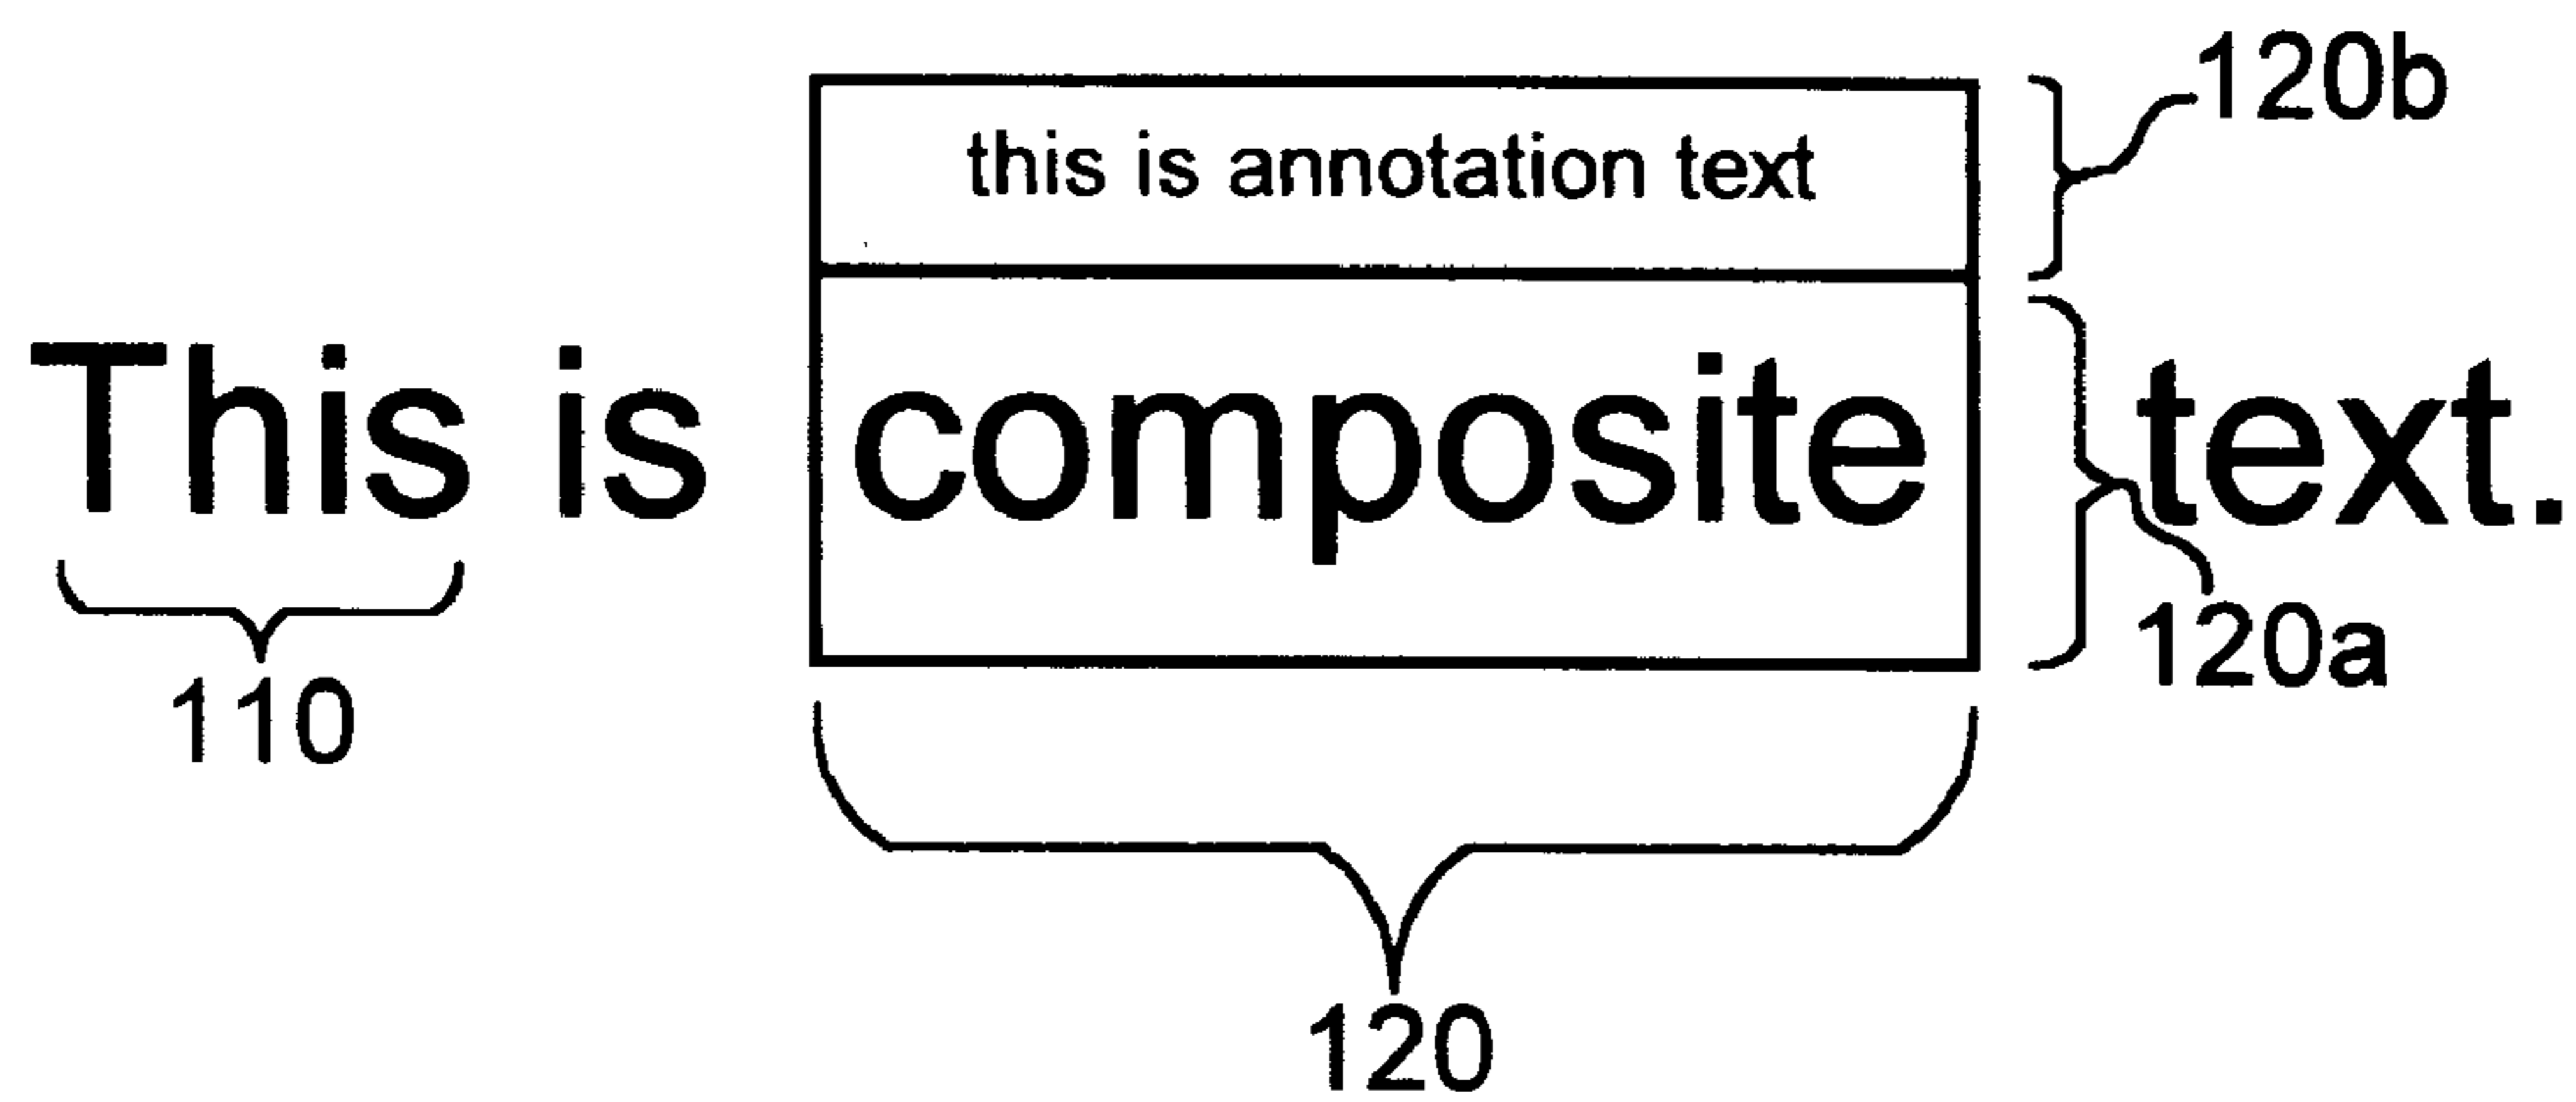 120b
this is annotation text
This is composite text.
120a
110
120